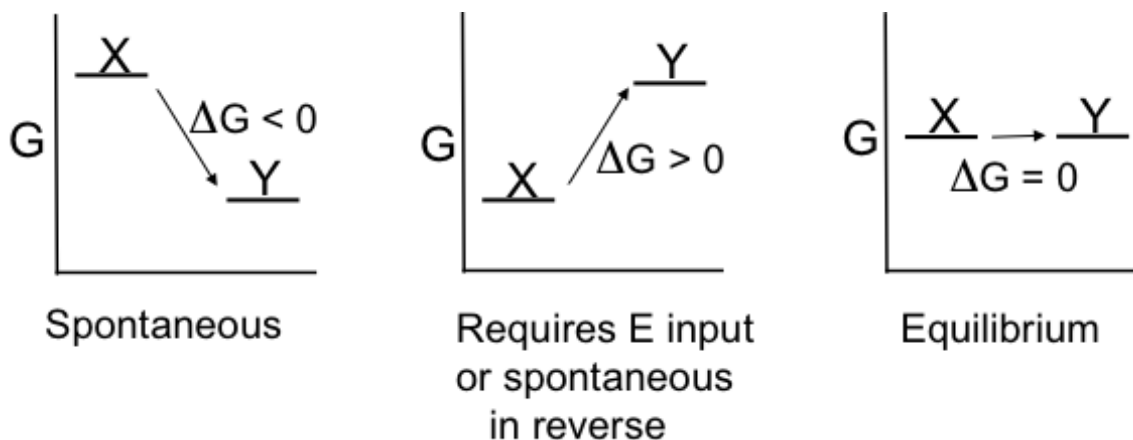 X
G
ΔG < 0
Y
Spontaneous
Y
G
ΔG > 0
X
Requires E input
or spontaneous
in reverse
X
Y
G
ΔG = 0
Equilibrium